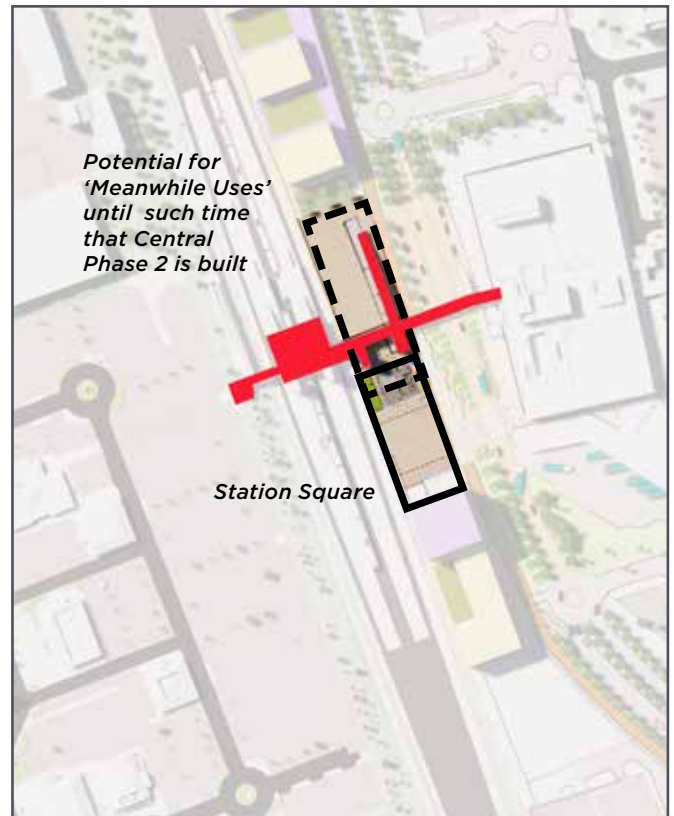 Potential for
‘Meanwhile Uses’
until such time
that Central
Phase 2 is built
Station Square